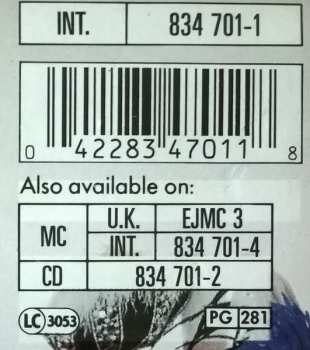 INT. 834 701-1
0 42283 47011 8
Also available on:
MC U.K. EJMC 3
INT. 834 701-4
CD 834 701-2
LC 3053 PG 281